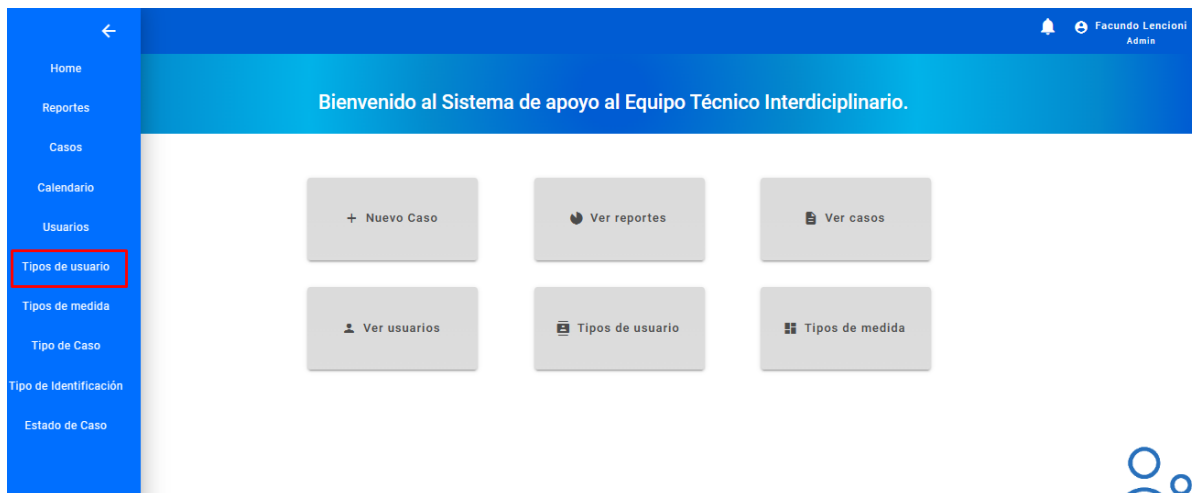 Facundo Lencioni
Admin
Home
Reportes
Casos
Calendario
Usuarios
Tipos de usuario
Tipos de medida
Tipo de Caso
Tipo de Identificación
Estado de Caso
Bienvenido al Sistema de apoyo al Equipo Técnico Interdiciplinario.
+ Nuevo Caso
Ver reportes
Ver casos
Ver usuarios
Tipos de usuario
Tipos de medida